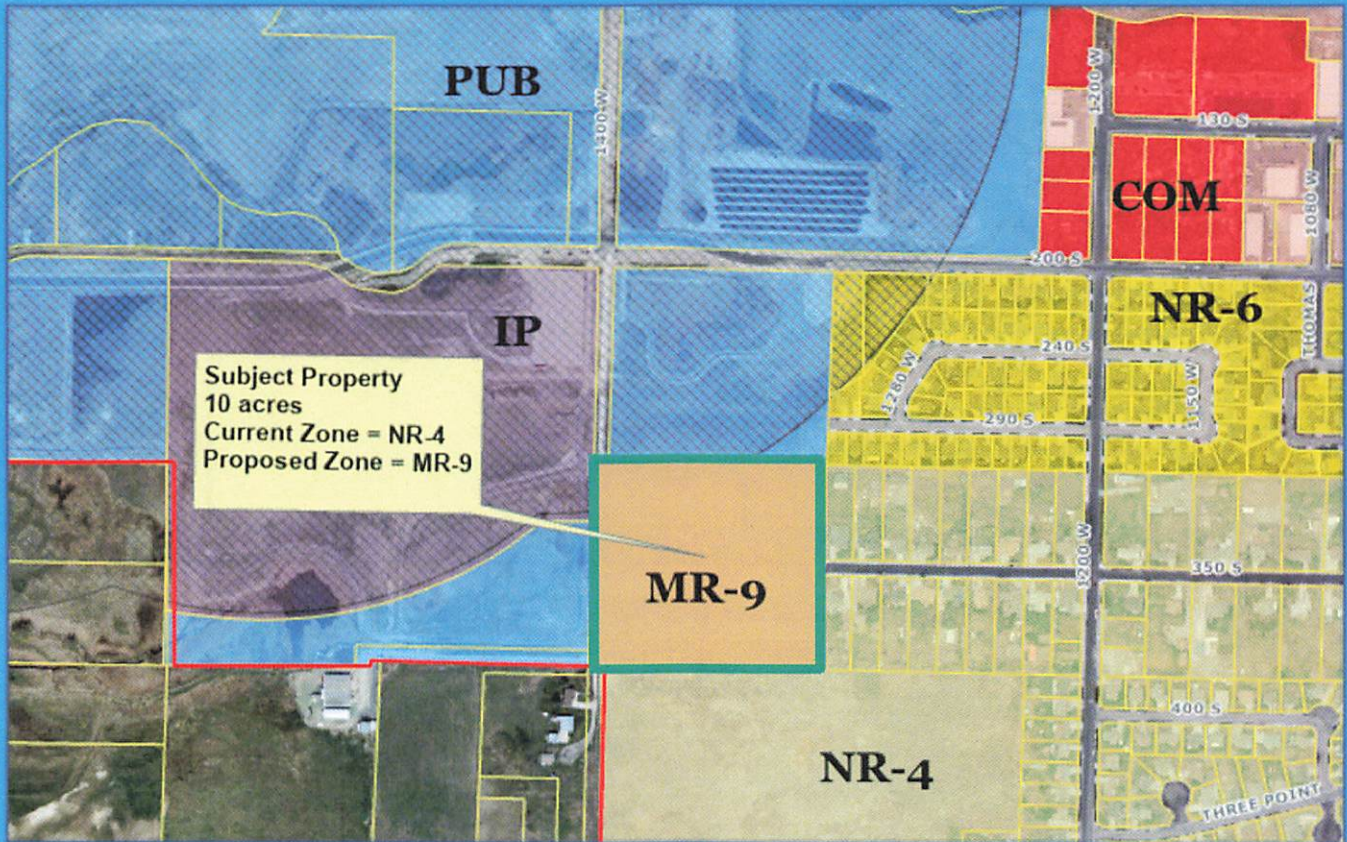 PUB
1400 W
1200 W
130 S
COM
1080 W
200 S
IP
NR-6
THOMAS
240 S
1280 W
1150 W
290 S
Subject Property
10 acres
Current Zone = NR-4
Proposed Zone = MR-9
1200 W
350 S
MR-9
400 S
NR-4
THREE POINT